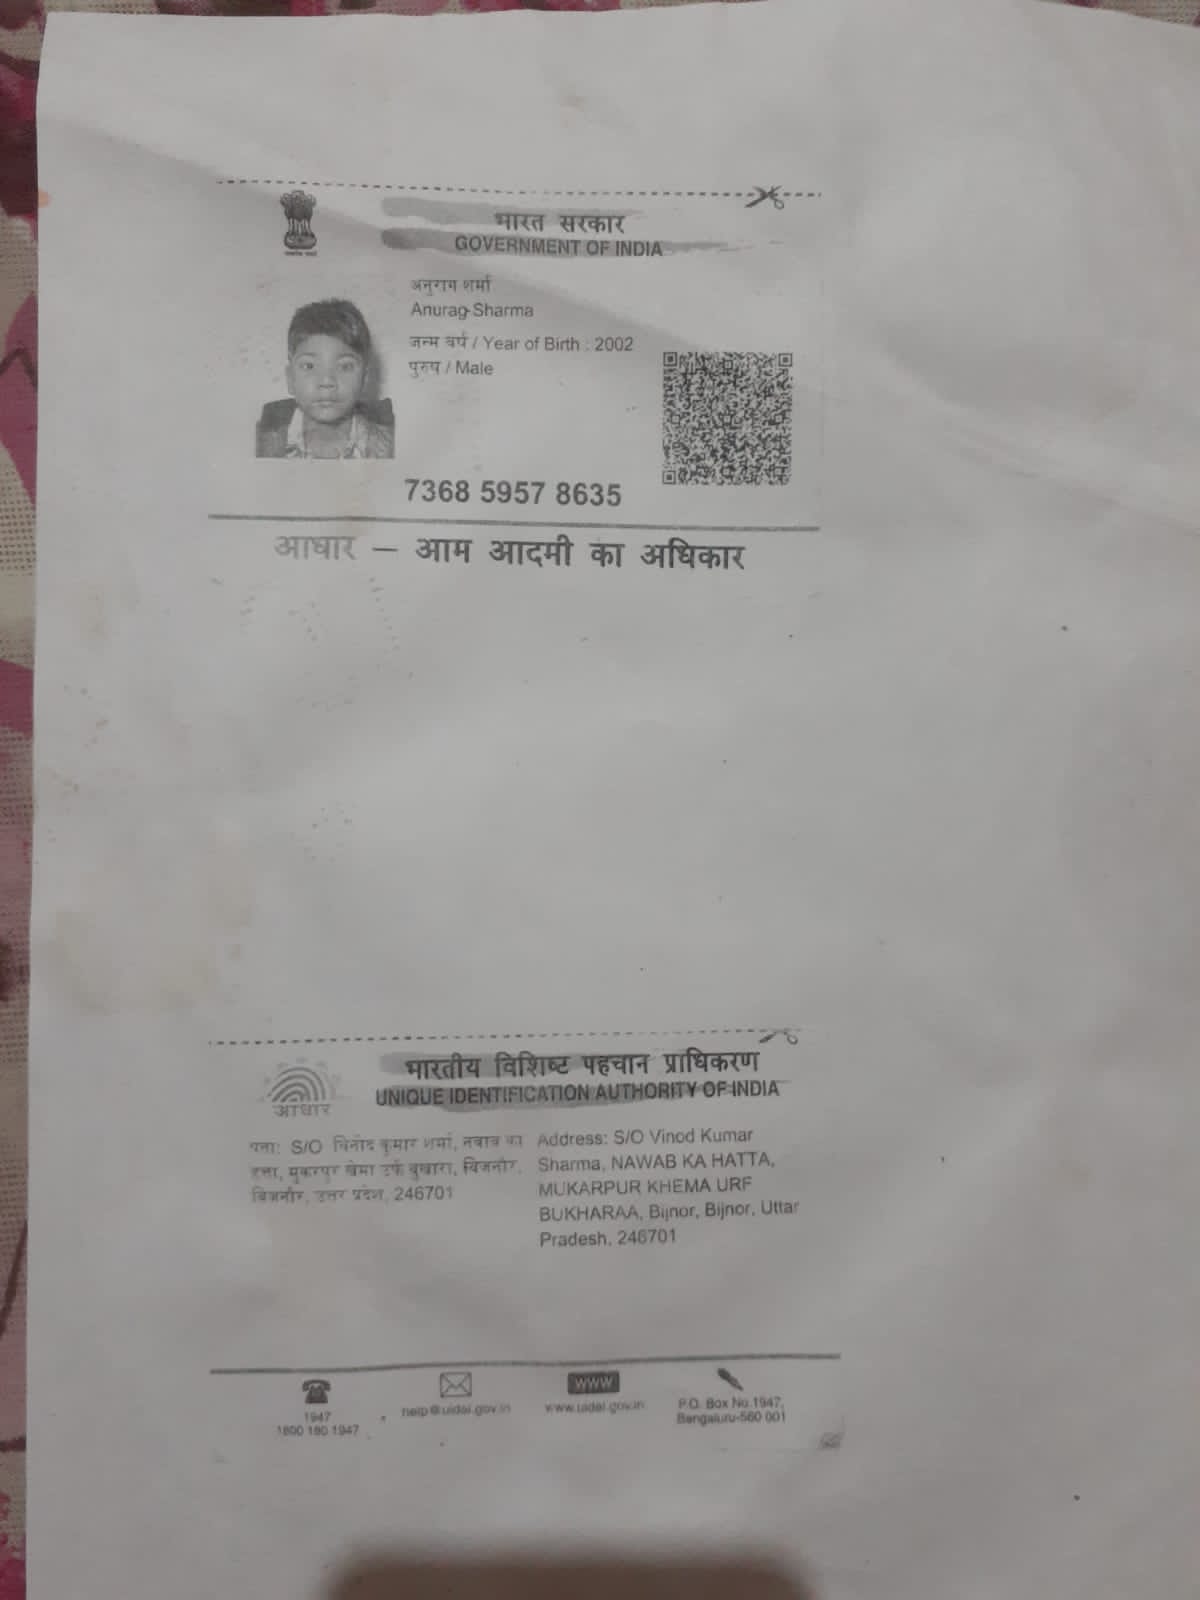 भारत सरकार
GOVERNMENT OF INDIA
अनुराग शर्मा
Anurag Sharma
जन्म वर्ष / Year of Birth : 2002
पुरुष / Male
7368 5957 8635
आधार – आम आदमी का अधिकार
भारतीय विशिष्ट पहचान प्राधिकरण
UNIQUE IDENTIFICATION AUTHORITY OF INDIA
आधार
पता: S/O विनोद कुमार शर्मा, नवाब का
हत्ता, मुकरपुर खेमा उर्फ बुखारा, बिजनौर,
बिजनौर, उत्तर प्रदेश, 246701
Address: S/O Vinod Kumar
Sharma, NAWAB KA HATTA,
MUKARPUR KHEMA URF
BUKHARAA, Bijnor, Bijnor, Uttar
Pradesh, 246701
1947
1800 180 1947
help@uidai.gov.in
www
www.uidai.gov.in
P.O. Box No.1947,
Bengaluru-560 001